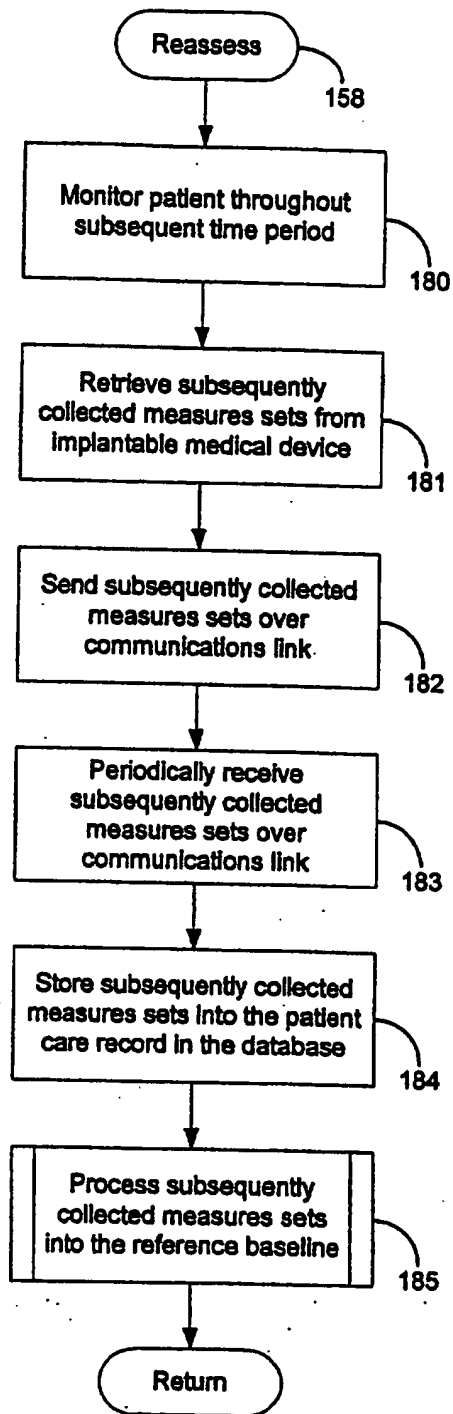 Reassess
158
Monitor patient throughout
subsequent time period
180
Retrieve subsequently
collected measures sets from
implantable medical device
181
Send subsequently collected
measures sets over
communications link
182
Periodically receive
subsequently collected
measures sets over
communications link
183
Store subsequently collected
measures sets into the patient
care record in the database
184
Process subsequently
collected measures sets
into the reference baseline
185
Return